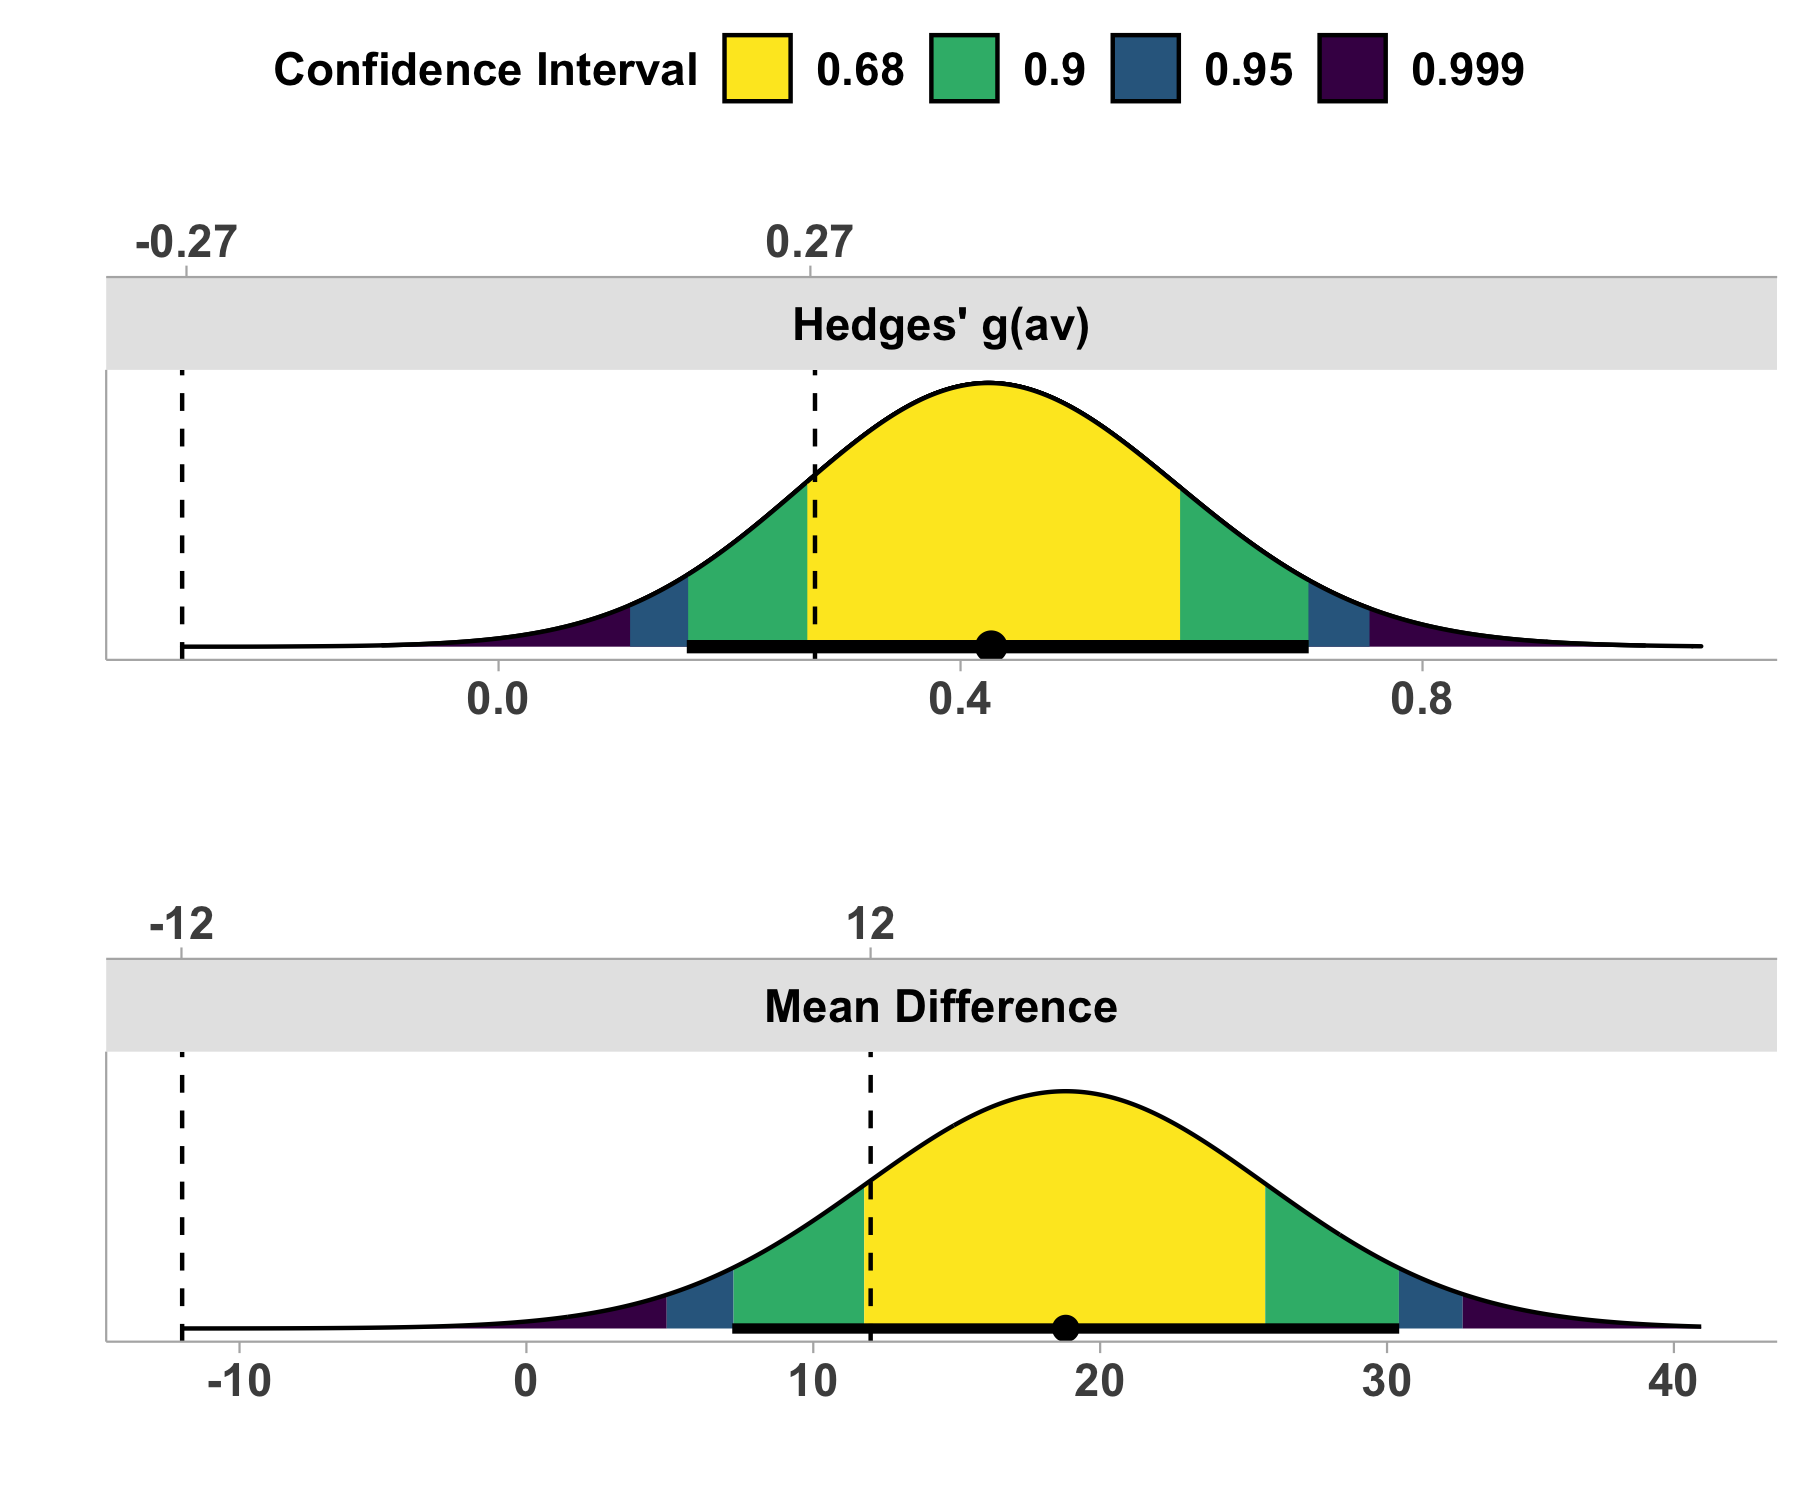 Confidence Interval 0.68 0.9 0.95 0.999
-0.27 0.27
Hedges' g(av)
0.0 0.4 0.8
-12 12
Mean Difference
-10 0 10 20 30 40